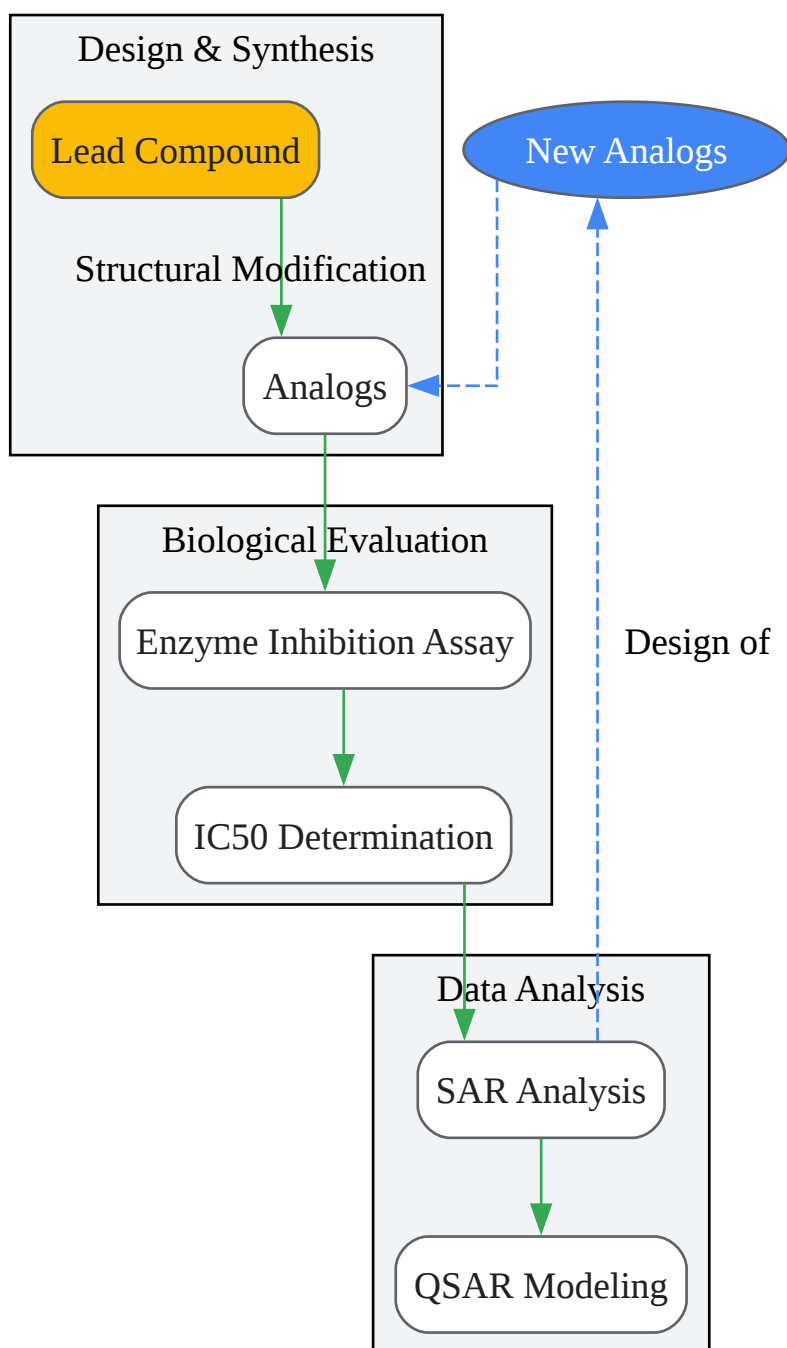 Design & Synthesis
Lead Compound
New Analogs
Structural Modification
Analogs
Biological Evaluation
Enzyme Inhibition Assay
Design of
IC50 Determination
Data Analysis
SAR Analysis
QSAR Modeling